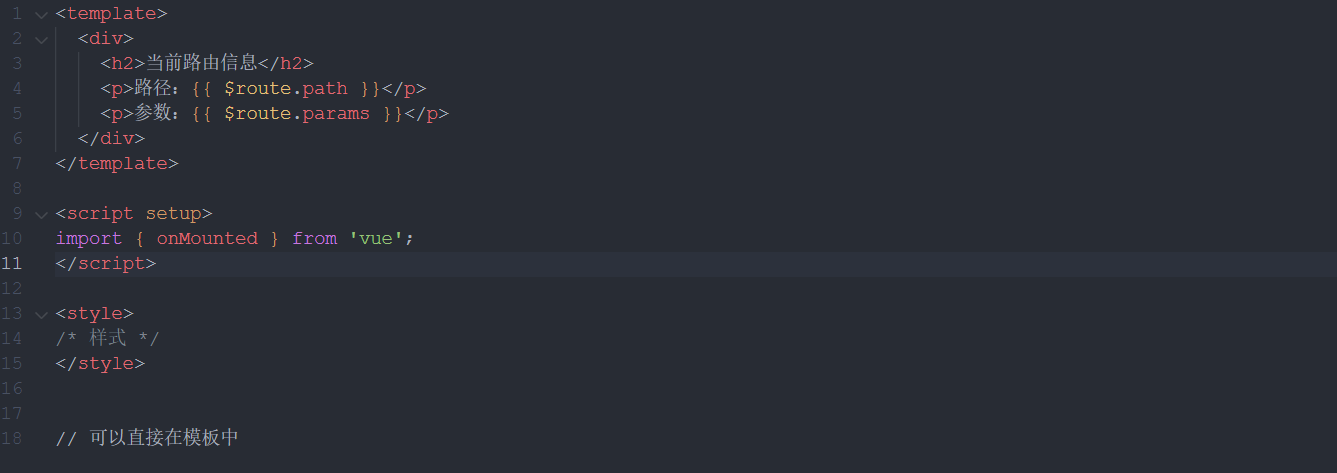 1 <template>
2   <div>
3     <h2>当前路由信息</h2>
4     <p>路径：{{ $route.path }}</p>
5     <p>参数：{{ $route.params }}</p>
6   </div>
7 </template>
8
9 <script setup>
10 import { onMounted } from 'vue';
11 </script>
12
13 <style>
14 /* 样式 */
15 </style>
16
17
18 // 可以直接在模板中